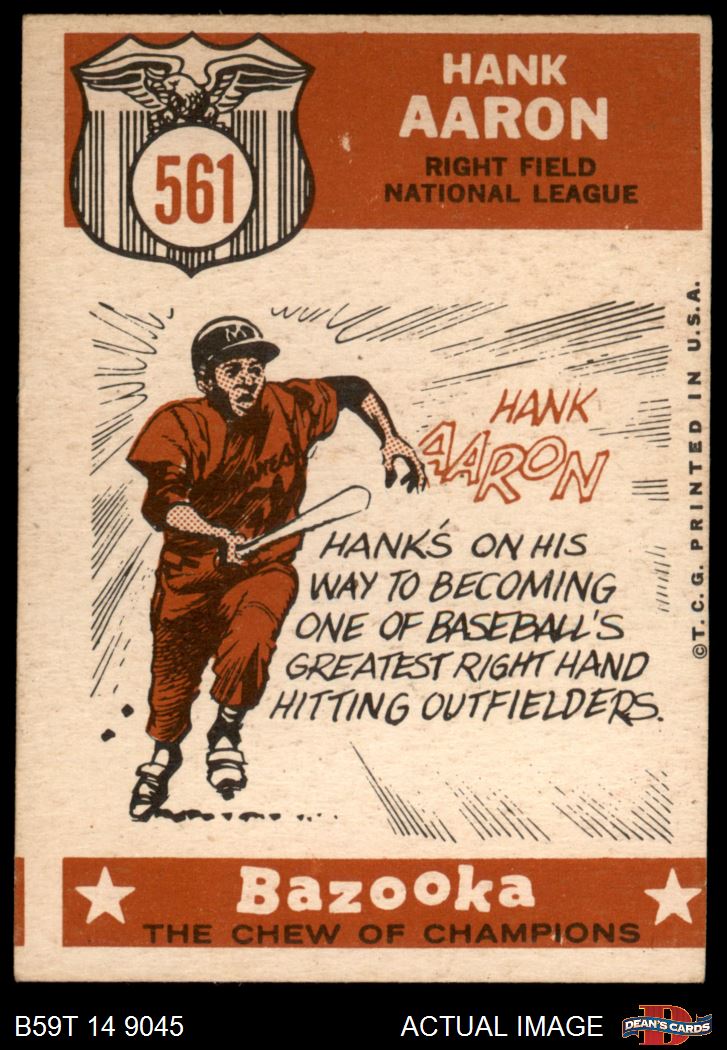 561
HANK
AARON
RIGHT FIELD
NATIONAL LEAGUE
M
HANK
AARON
HANK'S ON HIS
WAY TO BECOMING
ONE OF BASEBALL'S
GREATEST RIGHT HAND
HITTING OUTFIELDERS.
©T.C.G. PRINTED IN U.S.A.
Bazooka
THE CHEW OF CHAMPIONS
B59T 14 9045
ACTUAL IMAGE
D
DEAN'S CARDS